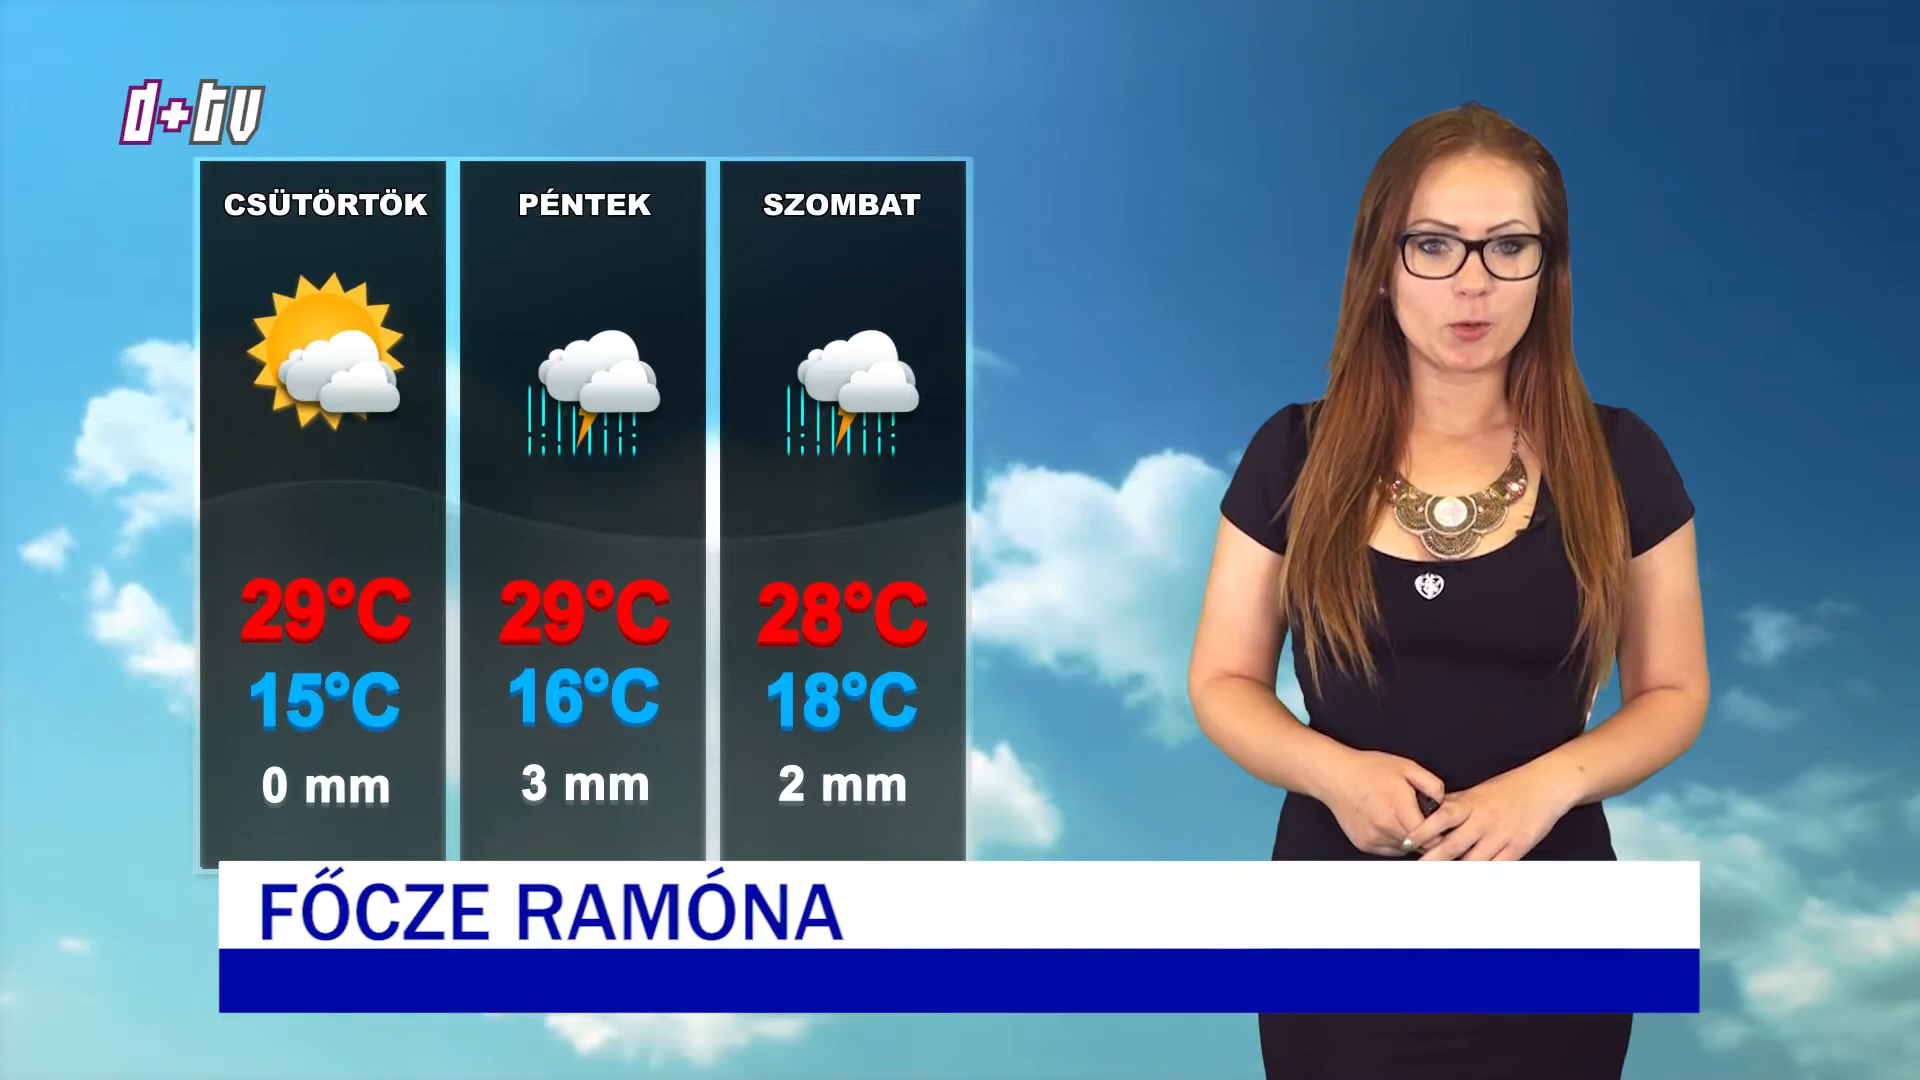 d+tv
CSÜTÖRTÖK
PÉNTEK
SZOMBAT
29°C
29°C
28°C
15°C
16°C
18°C
0 mm
3 mm
2 mm
FŐCZE RAMÓNA